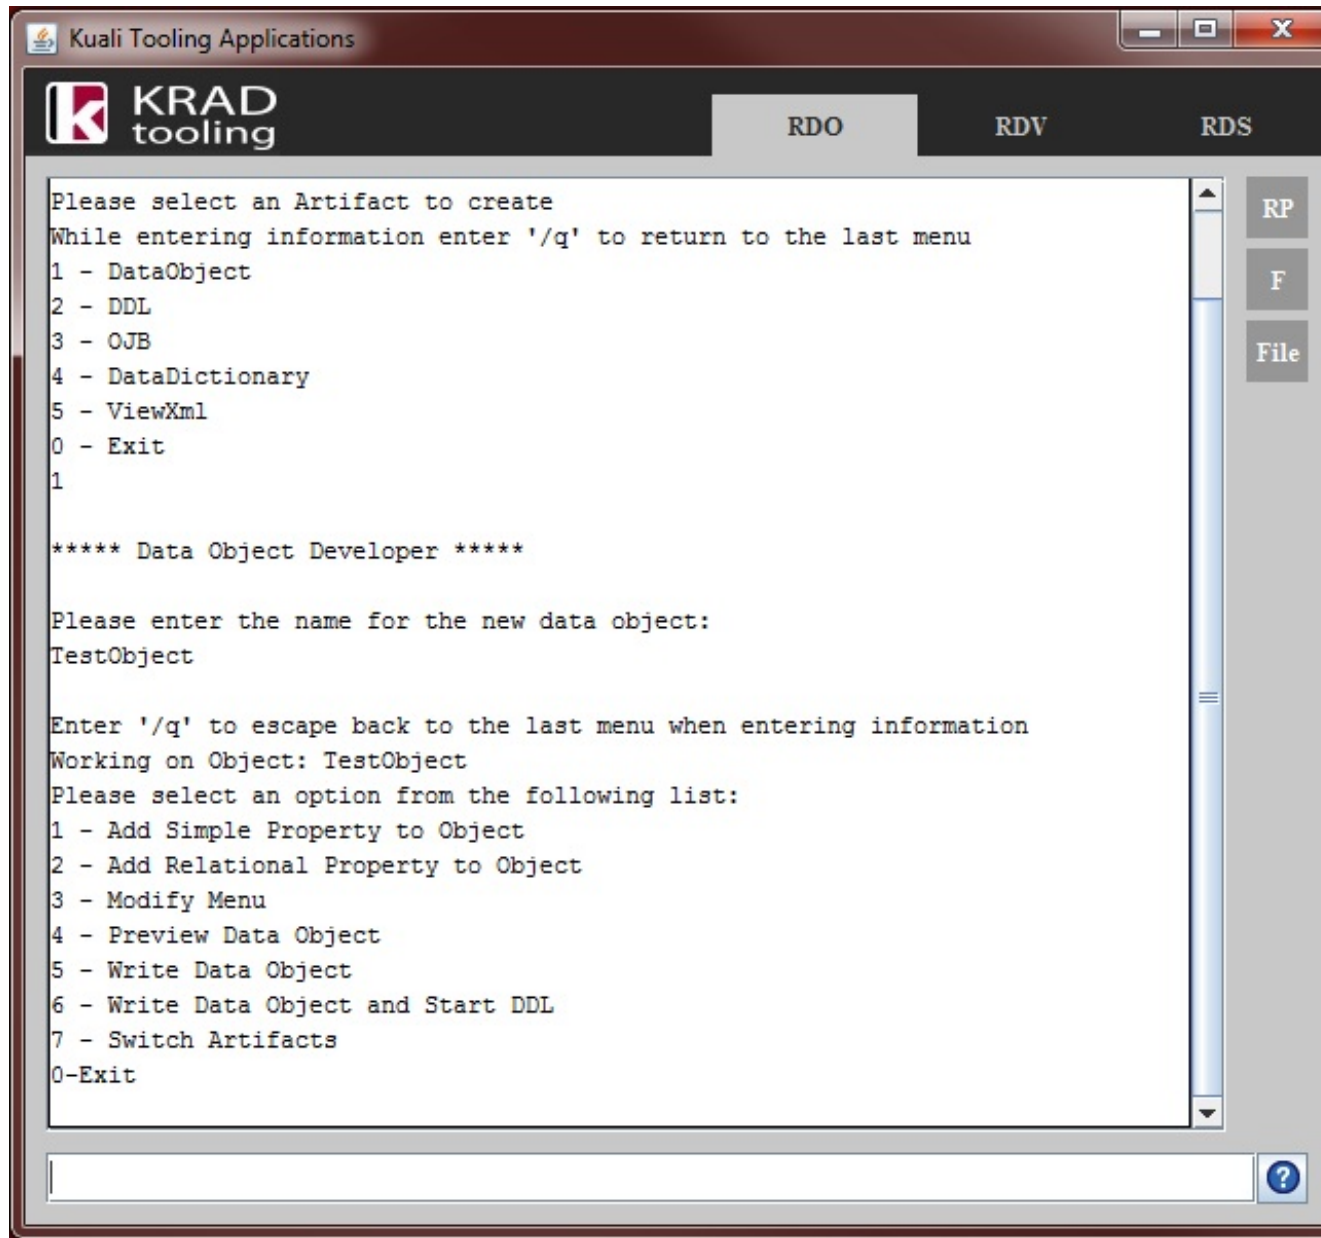 Kuali Tooling Applications
KRAD
tooling
RDO
RDV
RDS
Please select an Artifact to create
While entering information enter '/q' to return to the last menu
1 - DataObject
2 - DDL
3 - OJB
4 - DataDictionary
5 - ViewXml
0 - Exit
1
***** Data Object Developer *****
Please enter the name for the new data object:
TestObject
Enter '/q' to escape back to the last menu when entering information
Working on Object: TestObject
Please select an option from the following list:
1 - Add Simple Property to Object
2 - Add Relational Property to Object
3 - Modify Menu
4 - Preview Data Object
5 - Write Data Object
6 - Write Data Object and Start DDL
7 - Switch Artifacts
0-Exit
RP
F
File